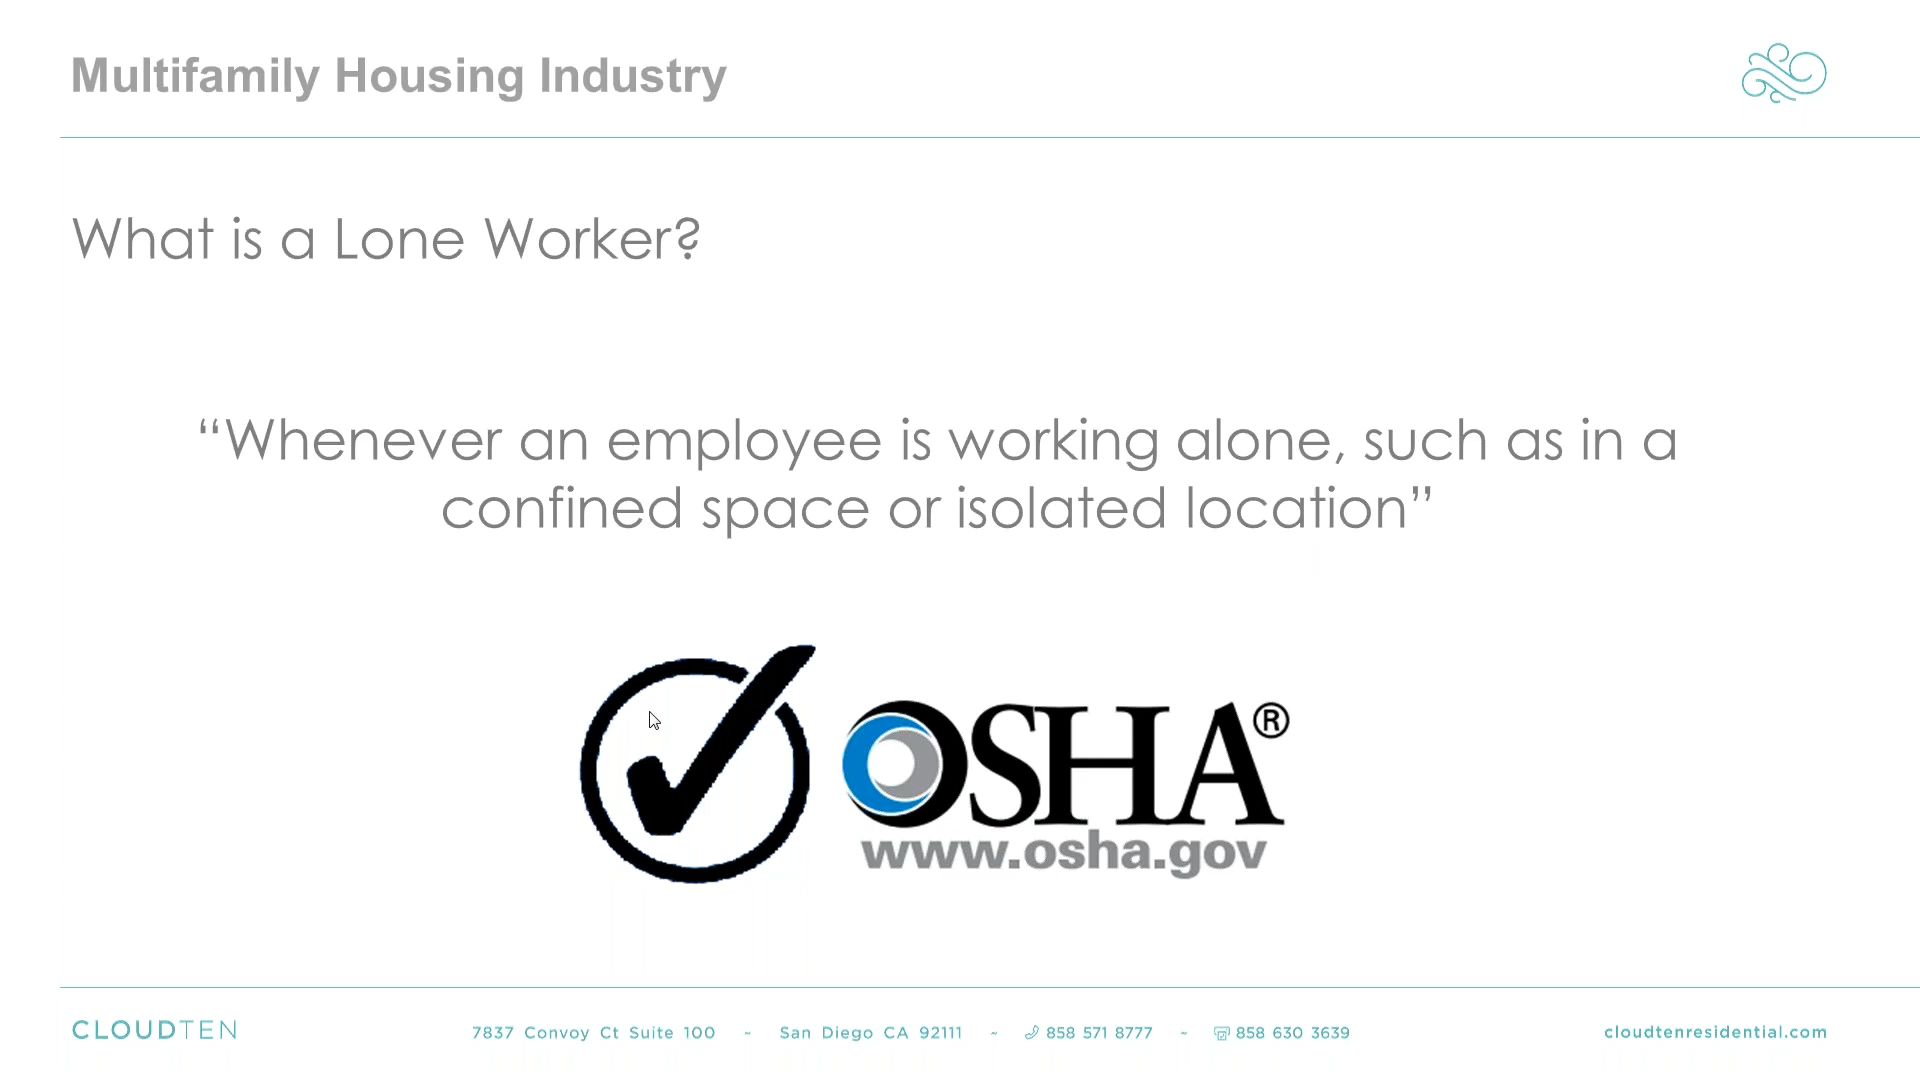 Multifamily Housing Industry
What is a Lone Worker?
“Whenever an employee is working alone, such as in a
confined space or isolated location”
OSHA®
www.osha.gov
CLOUDTEN
7837 Convoy Ct Suite 100 ~ San Diego CA 92111 ~ 858 571 8777 ~ 858 630 3639
cloudtenresidential.com